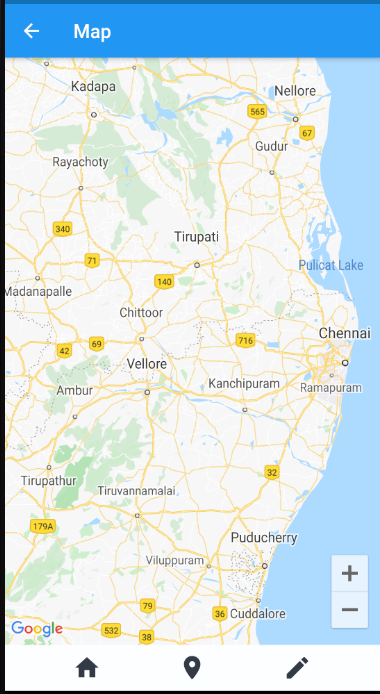 Map
Kadapa
Nellore
565
67
Gudur
Rayachoty
340
Tirupati
71
Pulicat Lake
140
Madanapalle
Chittoor
Chennai
42
69
716
Vellore
Kanchipuram
Ramapuram
Ambur
32
Tirupathur
Tiruvannamalai
179A
Puducherry
Viluppuram
+
79
36
Cuddalore
−
Google
532
38